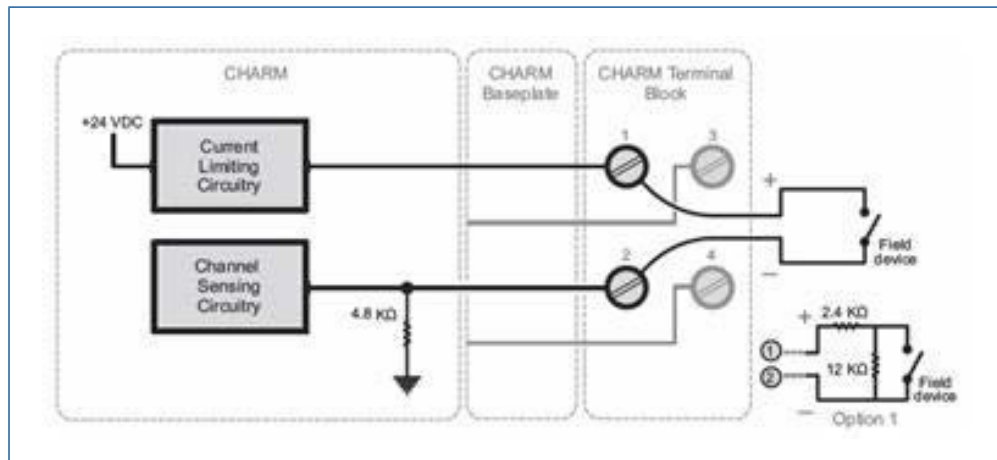 CHARM
CHARM
Baseplate
CHARM Terminal
Block
+24 VDC
Current
Limiting
Circuitry
1
3
+
Field
device
−
Channel
Sensing
Circuitry
4.8 KΩ
2
4
+
2.4 KΩ
1
2
12 KΩ
Field
device
−
Option 1